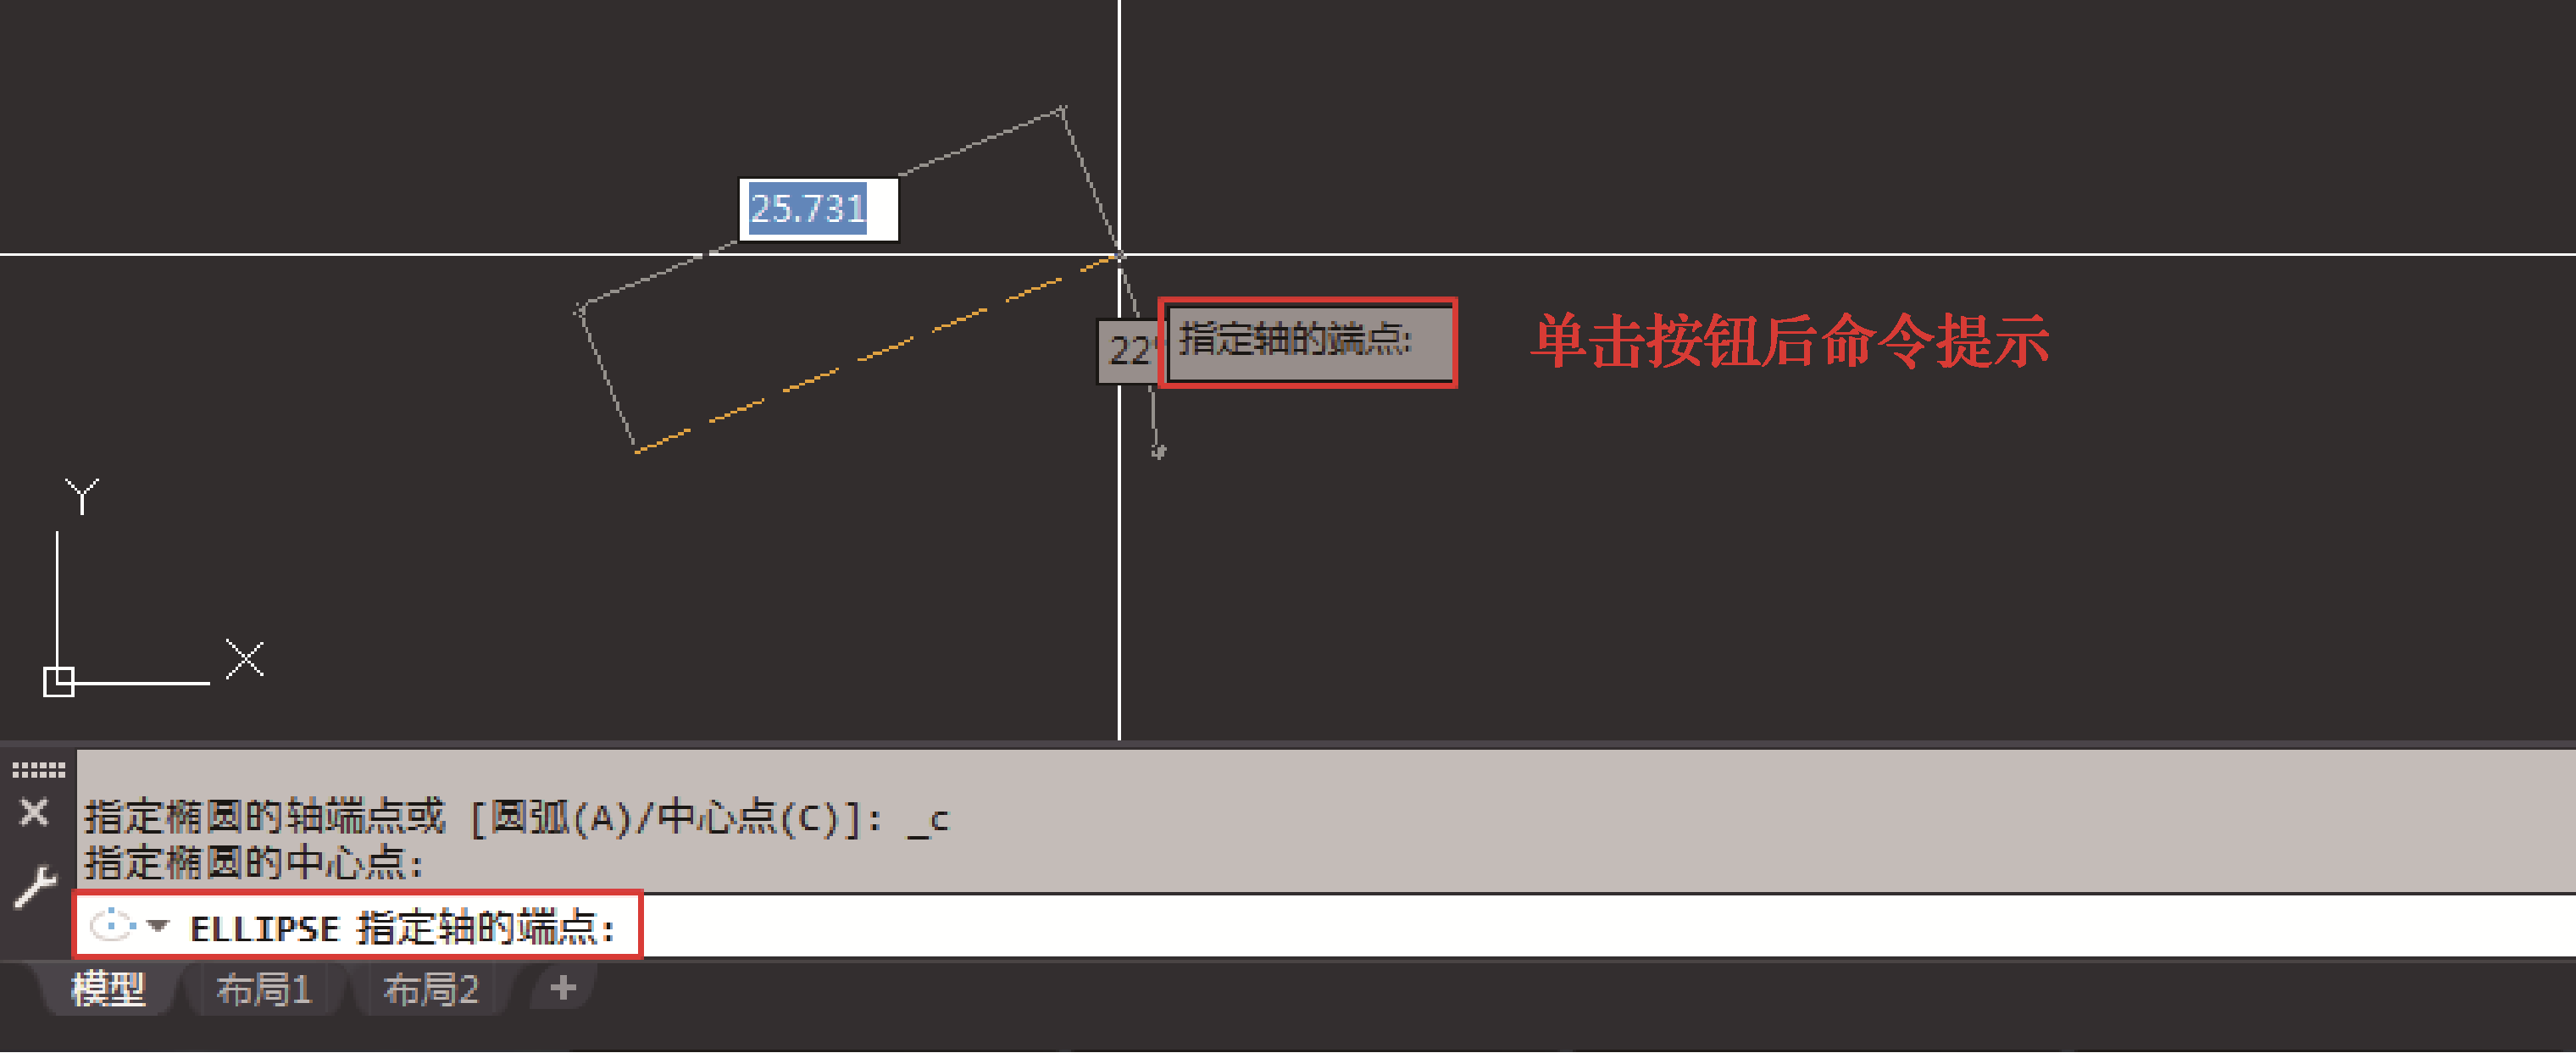 25.731
22°
指定轴的端点:
单击按钮后命令提示
Y
X
指定椭圆的轴端点或 [圆弧(A)/中心点(C)]: _c
指定椭圆的中心点:
ELLIPSE 指定轴的端点:
模型 布局1 布局2 +